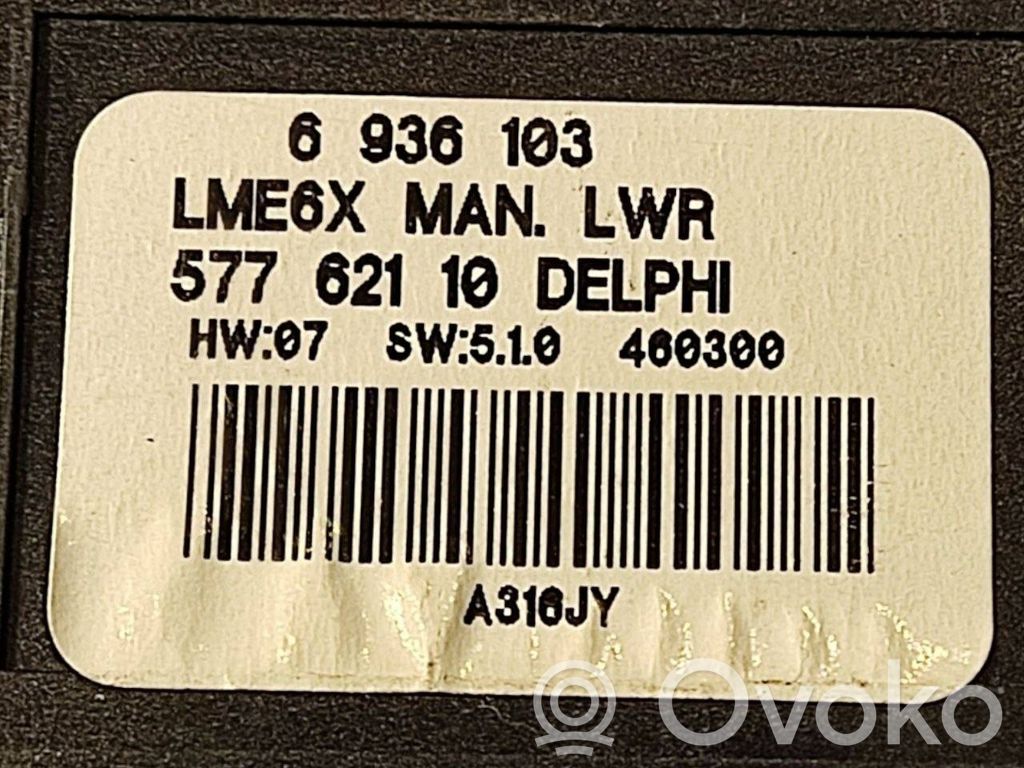 6 936 103
LME6X MAN. LWR
577 621 10 DELPHI
HW:07 SW:5.1.0 460300
A316JY
Ovoko